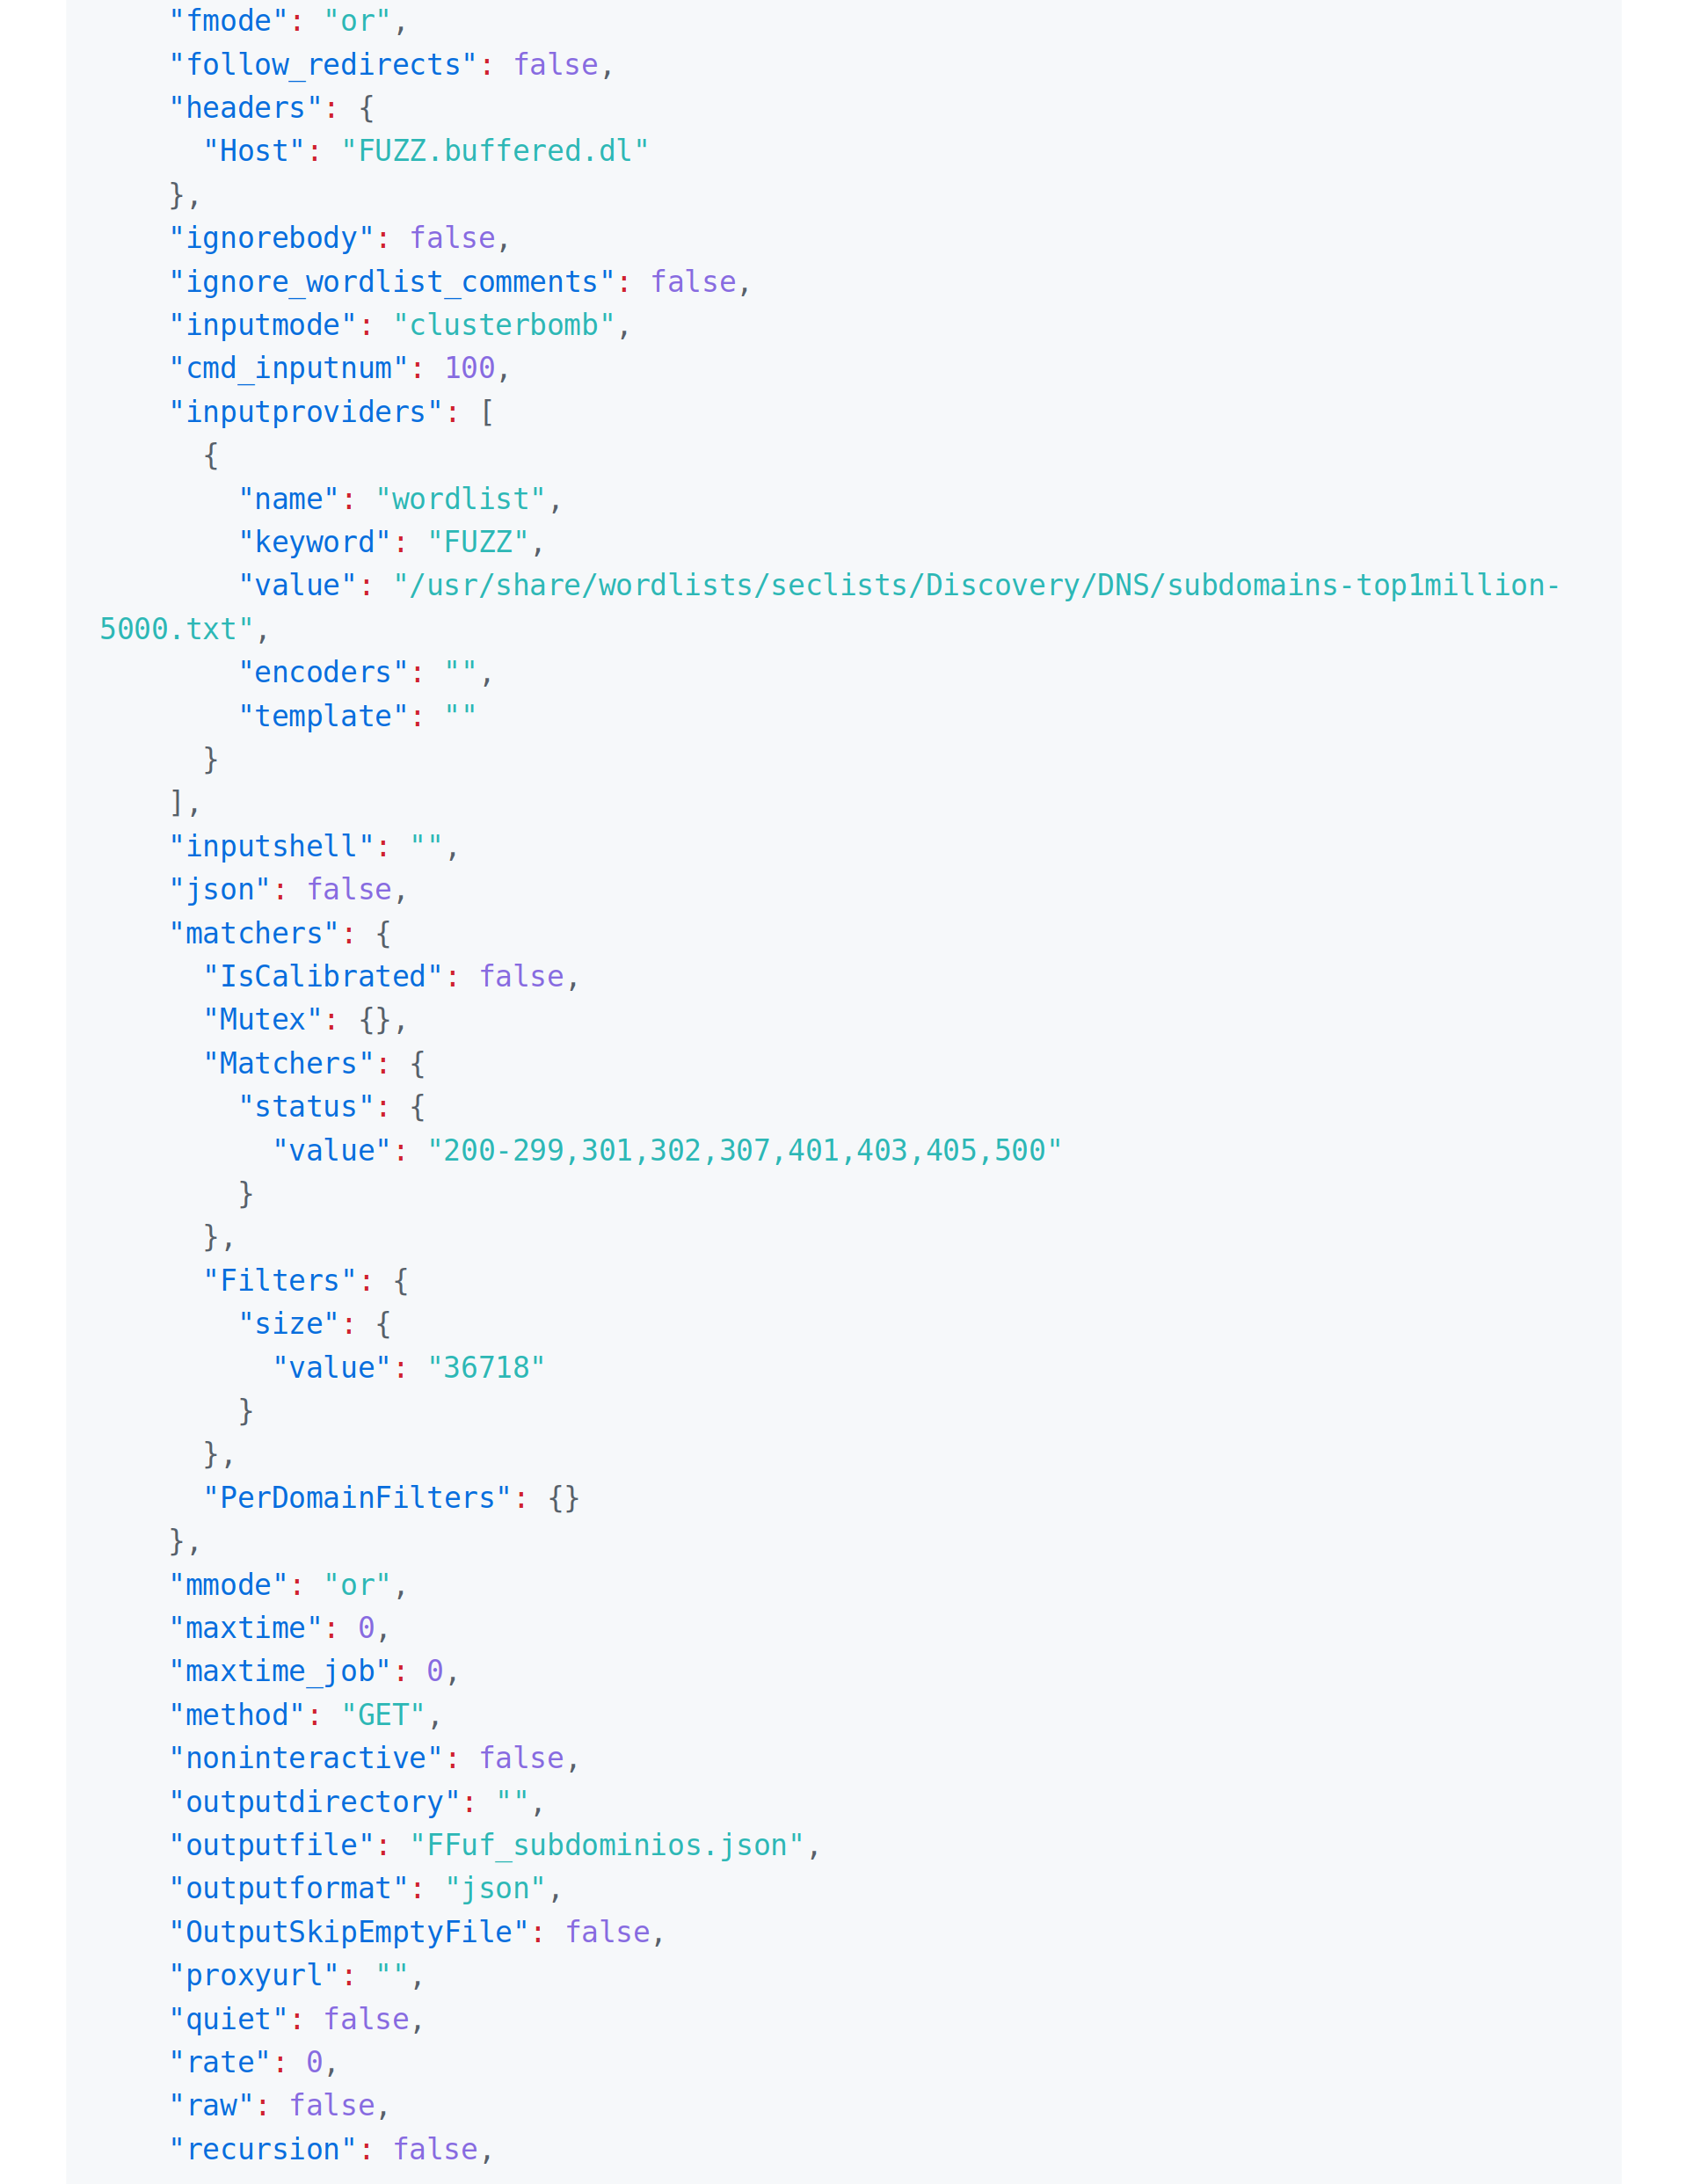 "fmode": "or",
    "follow_redirects": false,
    "headers": {
      "Host": "FUZZ.buffered.dl"
    },
    "ignorebody": false,
    "ignore_wordlist_comments": false,
    "inputmode": "clusterbomb",
    "cmd_inputnum": 100,
    "inputproviders": [
      {
        "name": "wordlist",
        "keyword": "FUZZ",
        "value": "/usr/share/wordlists/seclists/Discovery/DNS/subdomains-top1million-
5000.txt",
        "encoders": "",
        "template": ""
      }
    ],
    "inputshell": "",
    "json": false,
    "matchers": {
      "IsCalibrated": false,
      "Mutex": {},
      "Matchers": {
        "status": {
          "value": "200-299,301,302,307,401,403,405,500"
        }
      },
      "Filters": {
        "size": {
          "value": "36718"
        }
      },
      "PerDomainFilters": {}
    },
    "mmode": "or",
    "maxtime": 0,
    "maxtime_job": 0,
    "method": "GET",
    "noninteractive": false,
    "outputdirectory": "",
    "outputfile": "FFuf_subdominios.json",
    "outputformat": "json",
    "OutputSkipEmptyFile": false,
    "proxyurl": "",
    "quiet": false,
    "rate": 0,
    "raw": false,
    "recursion": false,